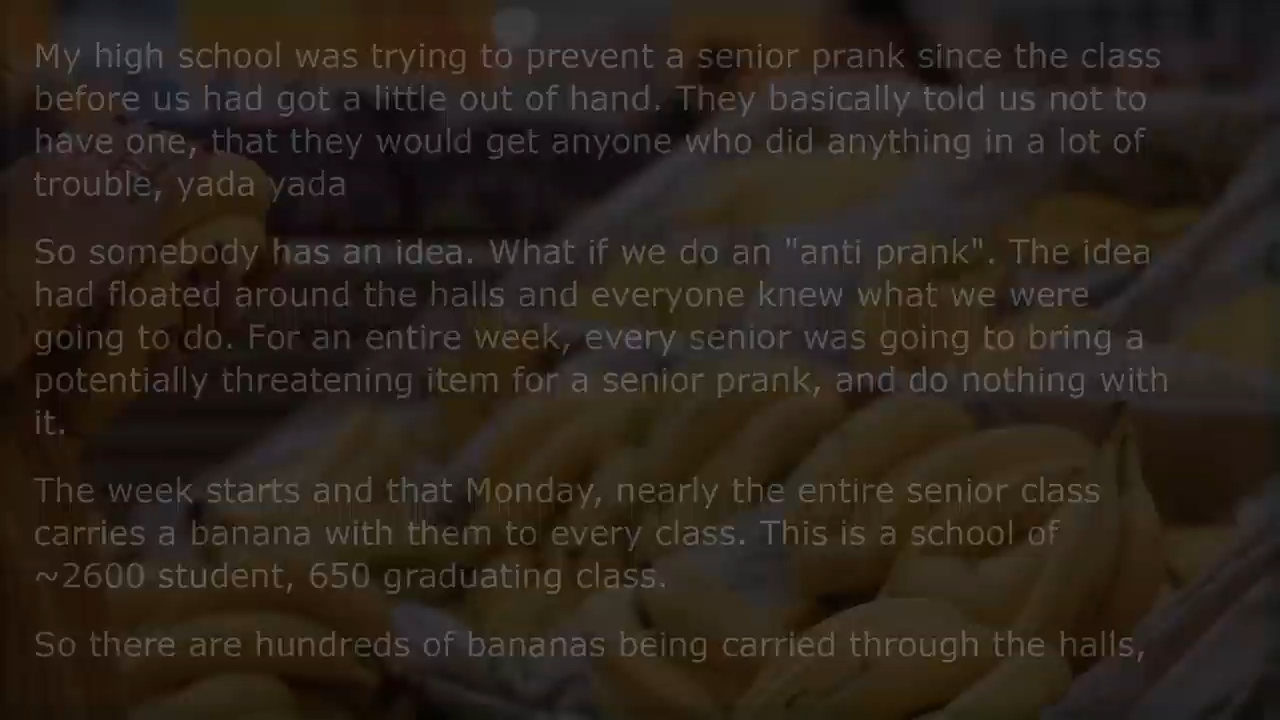 My high school was trying to prevent a senior prank since the class
before us had got a little out of hand. They basically told us not to
have one, that they would get anyone who did anything in a lot of
trouble, yada yada
So somebody has an idea. What if we do an "anti prank". The idea
had floated around the halls and everyone knew what we were
going to do. For an entire week, every senior was going to bring a
potentially threatening item for a senior prank, and do nothing with
it.
The week starts and that Monday, nearly the entire senior class
carries a banana with them to every class. This is a school of
~2600 student, 650 graduating class.
So there are hundreds of bananas being carried through the halls,